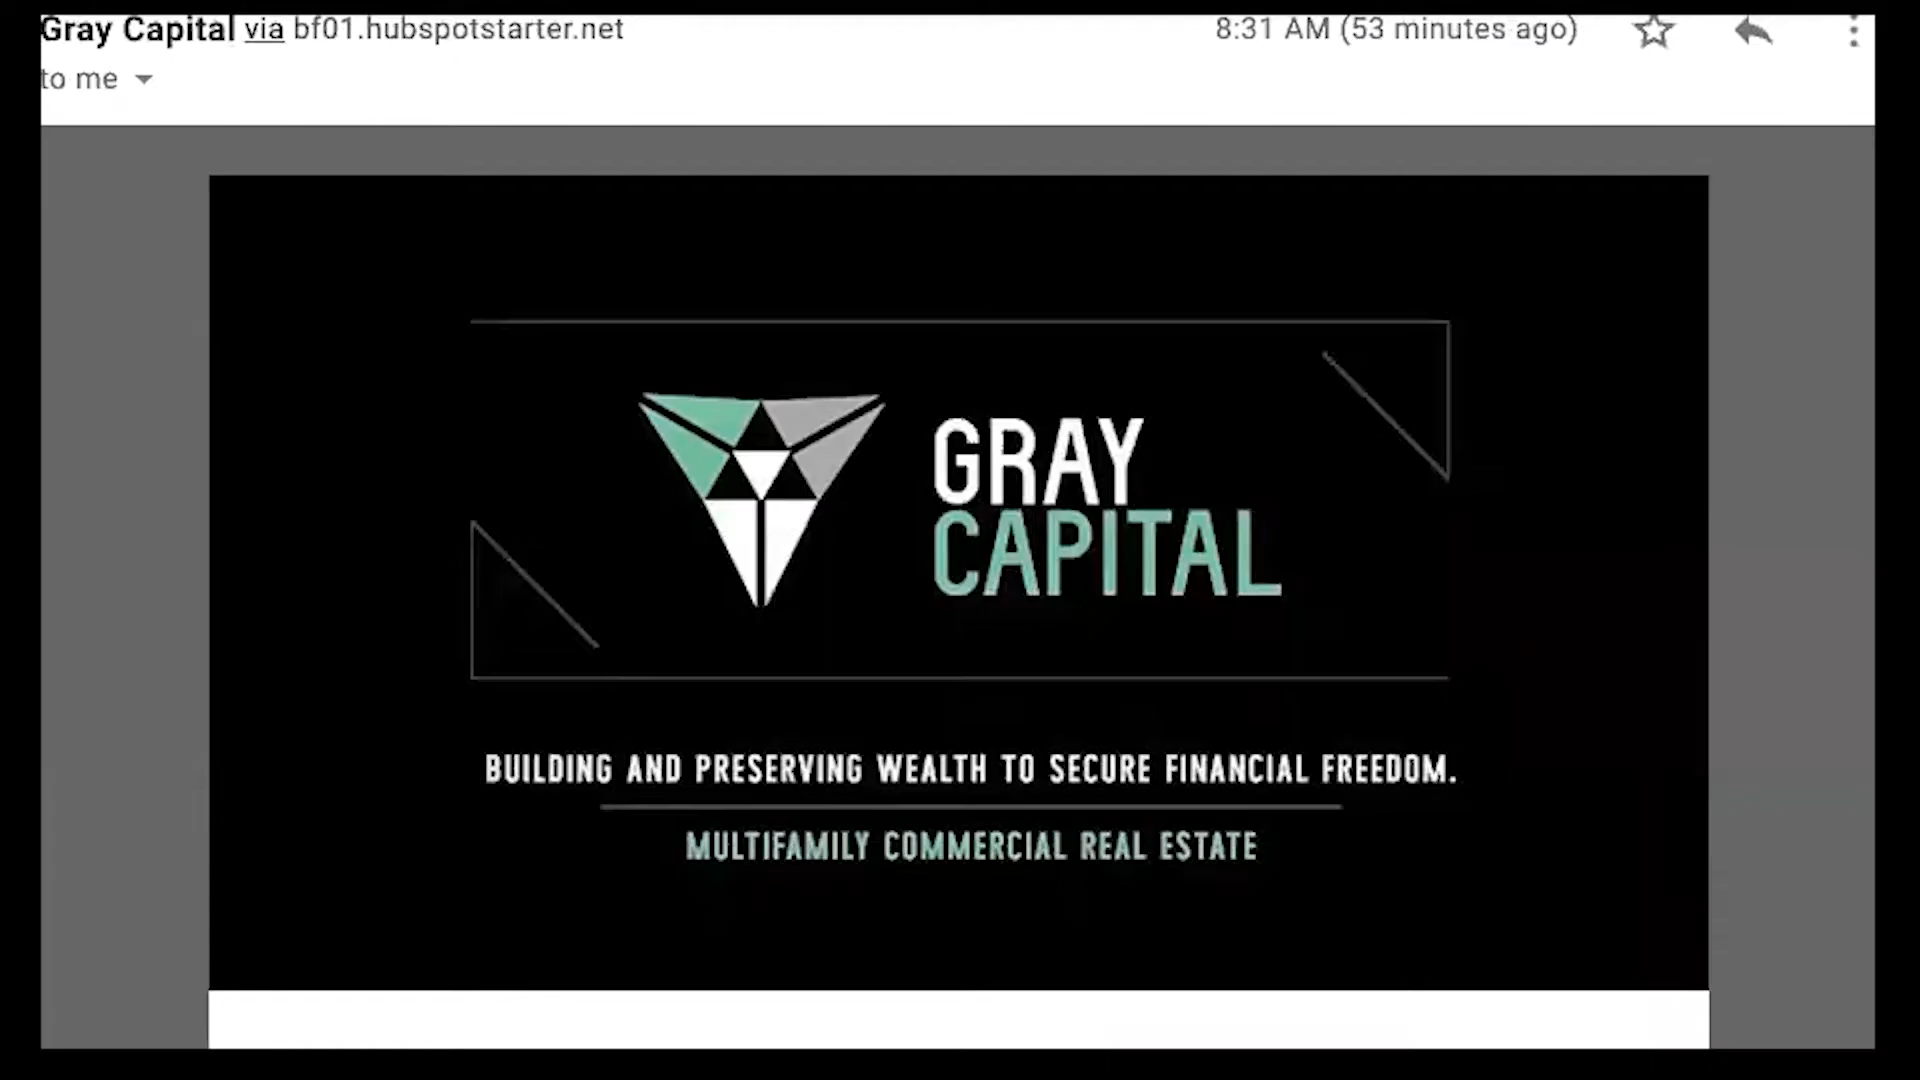 Gray Capital via bf01.hubspotstarter.net 8:31 AM (53 minutes ago)
to me
GRAY
CAPITAL
BUILDING AND PRESERVING WEALTH TO SECURE FINANCIAL FREEDOM.
MULTIFAMILY COMMERCIAL REAL ESTATE